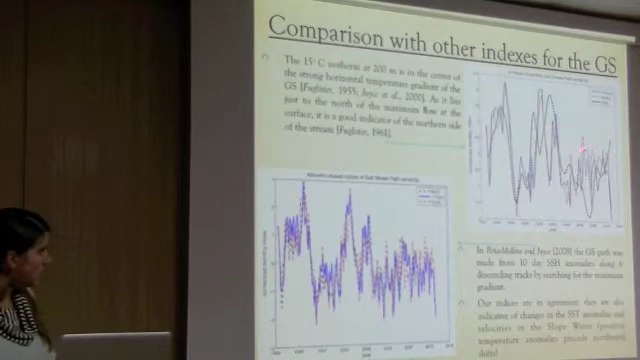 Comparison with other indexes for the GS
The 15° C isotherm at 200 m is in the center of
the strong horizontal temperature gradient of the
GS [Fuglister, 1955; Joyce et al., 2000]. As it lies
just to the north of the maximum flow at the
surface, it is a good indicator of the northern side
of the stream [Fuglister, 1961].
In Peña-Molino and Joyce [2008] the GS path was
made from 10 day SSH anomalies along 6
descending tracks by searching for the maximum
gradient.
Our indices are in agreement; they are also
indicative of changes in the SST anomalies and
velocities in the Slope Water (positive
temperature anomalies precede northward
shifts)